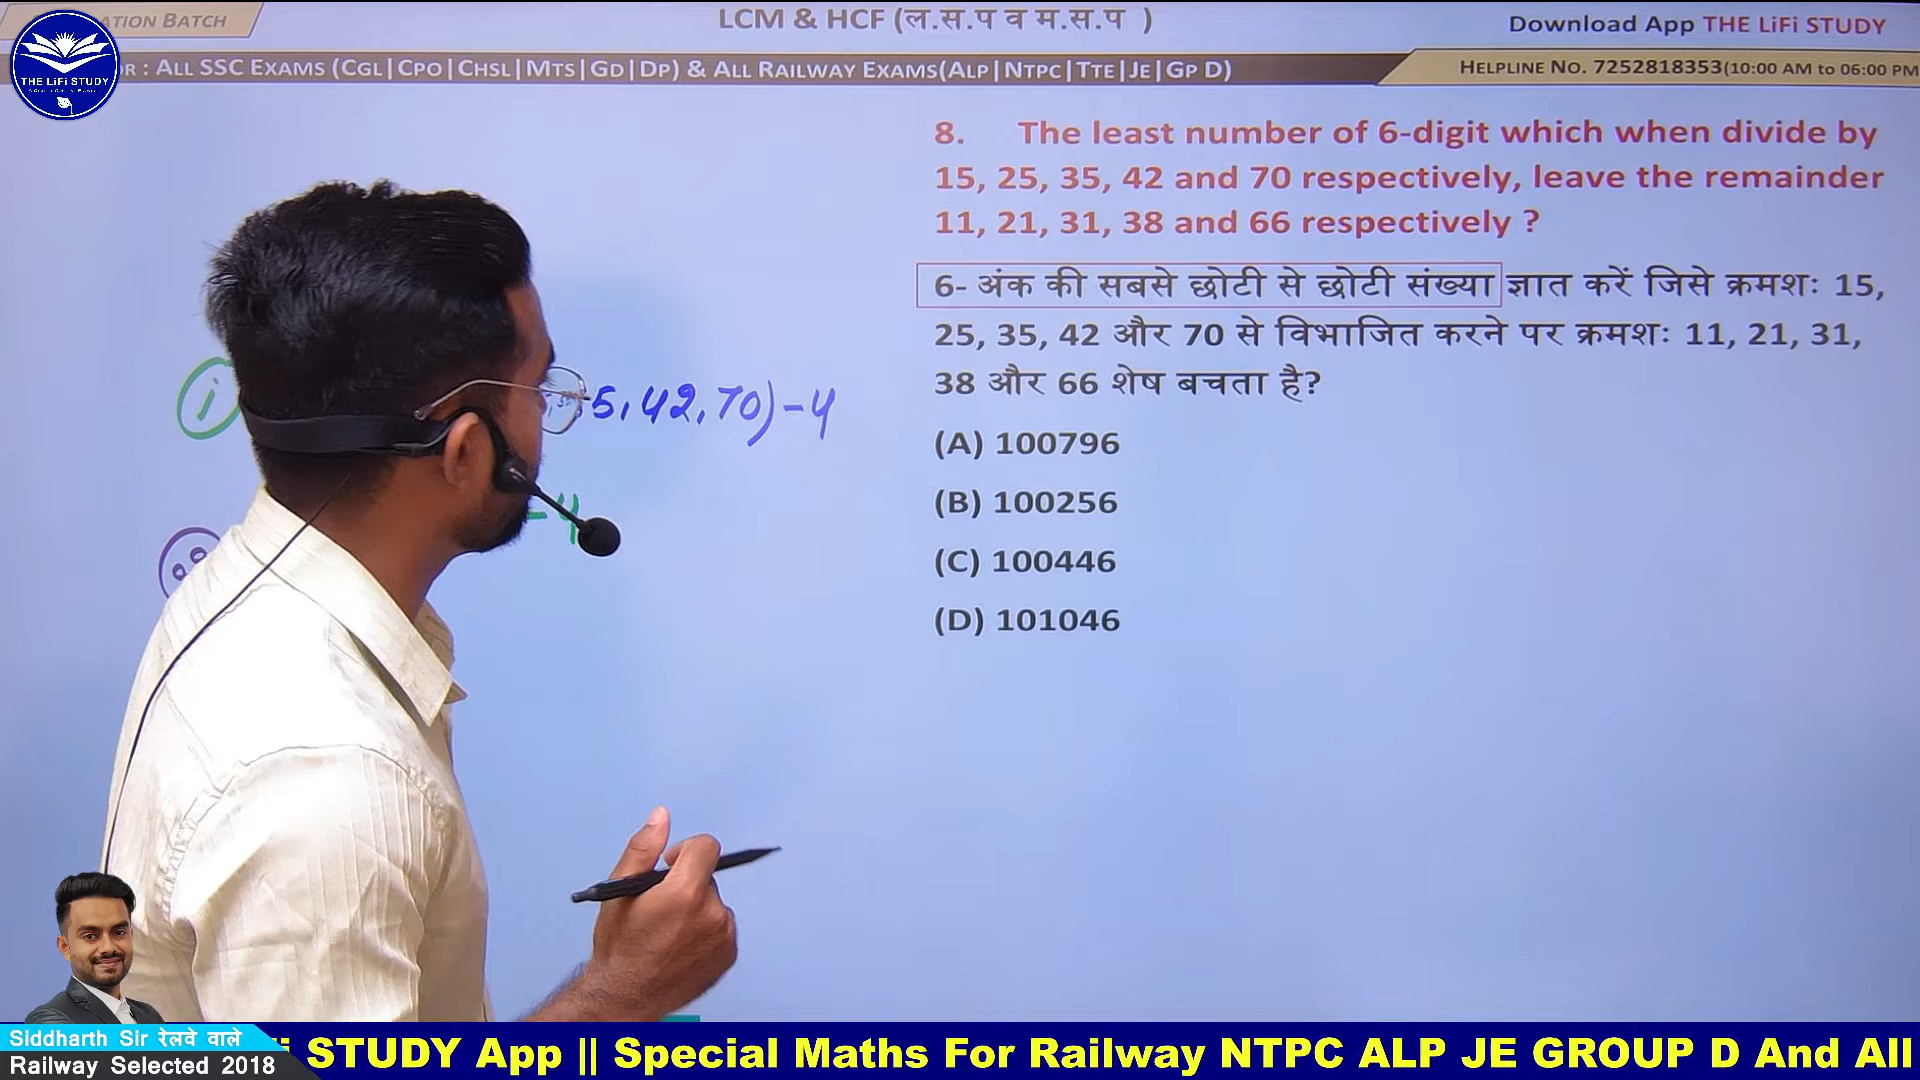 ATION BATCH
LCM & HCF (ल.स.प व म.स.प )
Download App THE LiFi STUDY
THE LiFi STUDY
R : ALL SSC EXAMS (CGL|CPO|CHSL|MTS|GD|DP) & ALL RAILWAY EXAMS(ALP|NTPC|TTE|JE|GP D)
HELPLINE NO. 7252818353(10:00 AM TO 06:00 PM
8. The least number of 6-digit which when divide by
15, 25, 35, 42 and 70 respectively, leave the remainder
11, 21, 31, 38 and 66 respectively ?
6- अंक की सबसे छोटी से छोटी संख्या ज्ञात करें जिसे क्रमशः 15,
25, 35, 42 और 70 से विभाजित करने पर क्रमशः 11, 21, 31,
38 और 66 शेष बचता है?
(A) 100796
(B) 100256
(C) 100446
(D) 101046
i
5, 42, 70) - 4
- 4
Siddharth Sir रेलवे वाले
Railway Selected 2018
i STUDY App || Special Maths For Railway NTPC ALP JE GROUP D And All